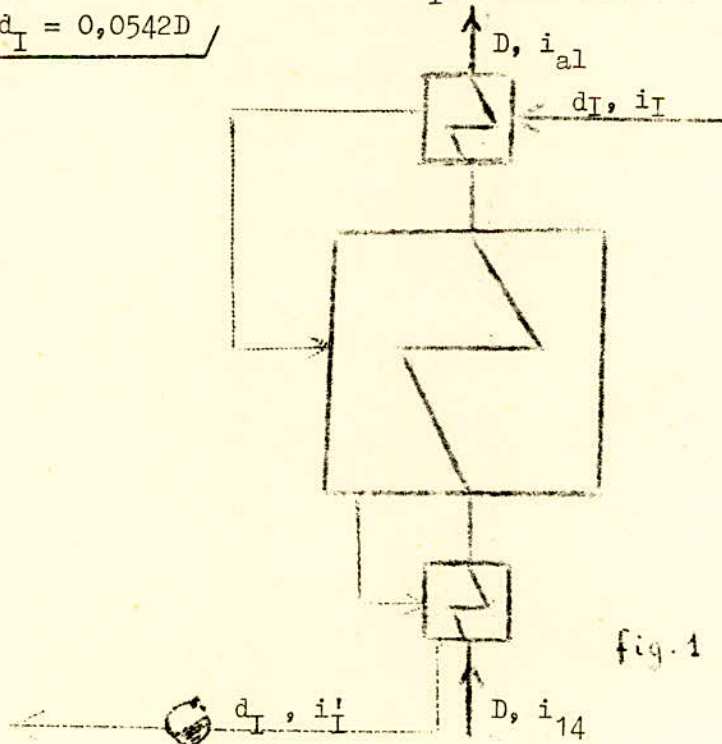 d_I = 0,0542D
D, i_al
d_I, i_I
fig. 1
d_I , i'_I
D, i_14